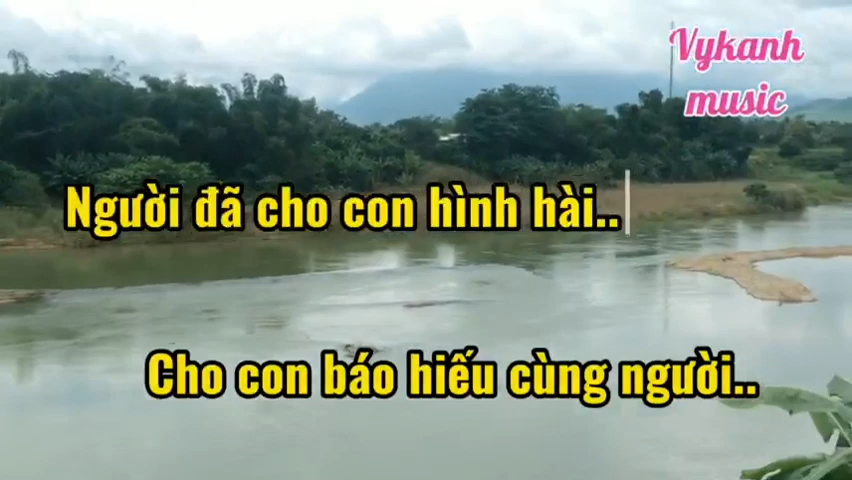 Vykanh
music
Người đã cho con hình hài..
Cho con báo hiếu cùng người..